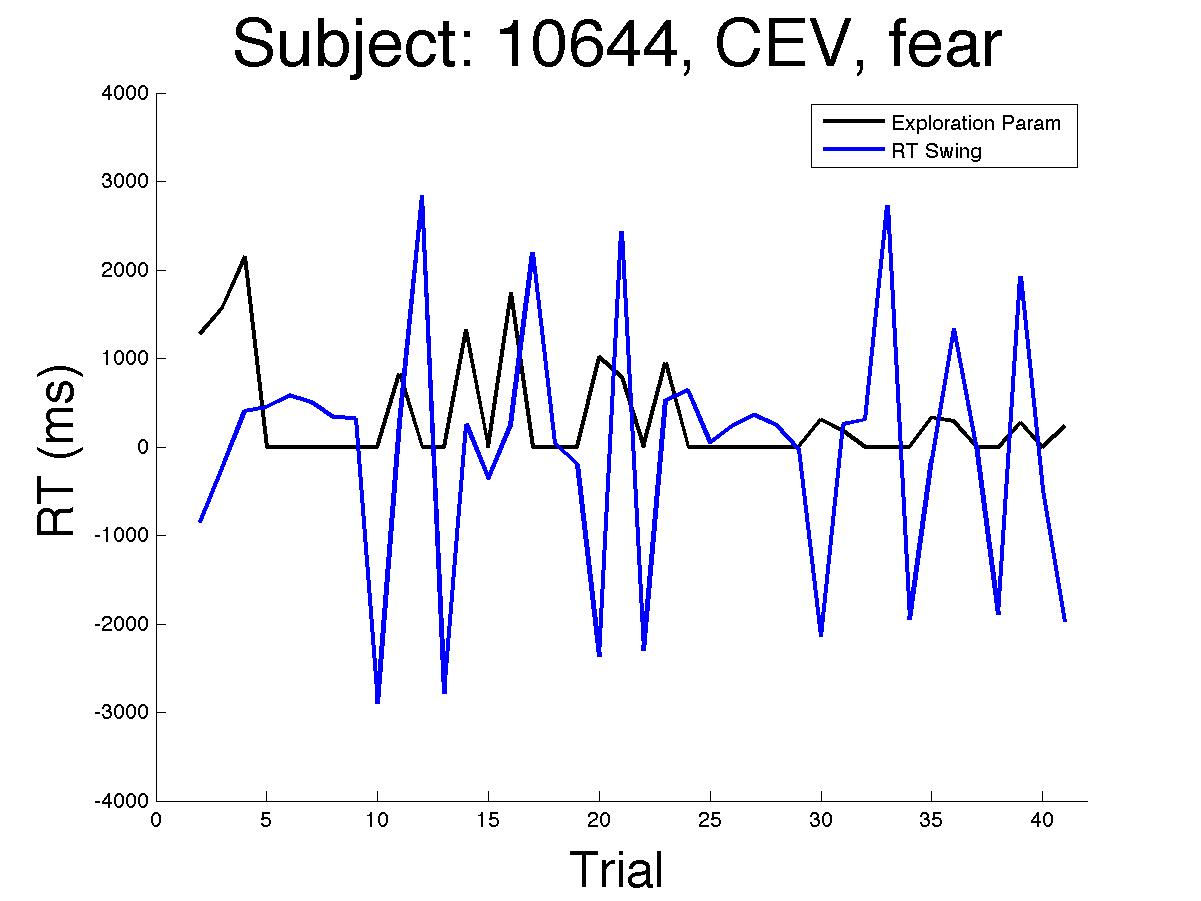 Subject: 10644, CEV, fear
4000
3000
2000
1000
0
-1000
-2000
-3000
-4000
RT (ms)
Exploration Param
RT Swing
0 5 10 15 20 25 30 35 40
Trial